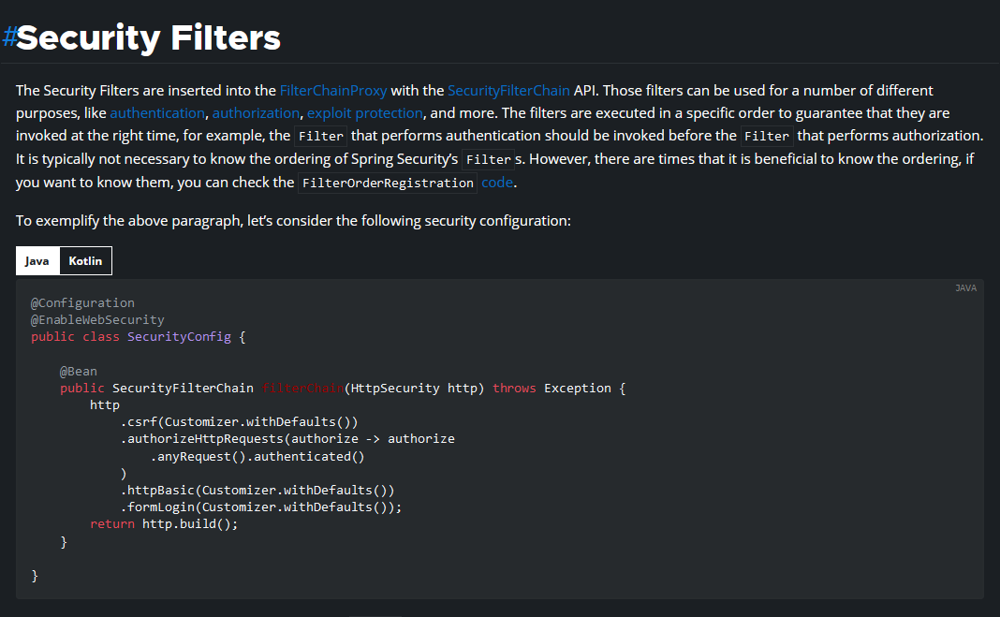 #Security Filters
The Security Filters are inserted into the FilterChainProxy with the SecurityFilterChain API. Those filters can be used for a number of different
purposes, like authentication, authorization, exploit protection, and more. The filters are executed in a specific order to guarantee that they are
invoked at the right time, for example, the Filter that performs authentication should be invoked before the Filter that performs authorization.
It is typically not necessary to know the ordering of Spring Security's Filters. However, there are times that it is beneficial to know the ordering, if
you want to know them, you can check the FilterOrderRegistration code.
To exemplify the above paragraph, let's consider the following security configuration:
Java Kotlin
JAVA
@Configuration
@EnableWebSecurity
public class SecurityConfig {
    @Bean
    public SecurityFilterChain filterChain(HttpSecurity http) throws Exception {
        http
            .csrf(Customizer.withDefaults())
            .authorizeHttpRequests(authorize -> authorize
                .anyRequest().authenticated()
            )
            .httpBasic(Customizer.withDefaults())
            .formLogin(Customizer.withDefaults());
        return http.build();
    }
}